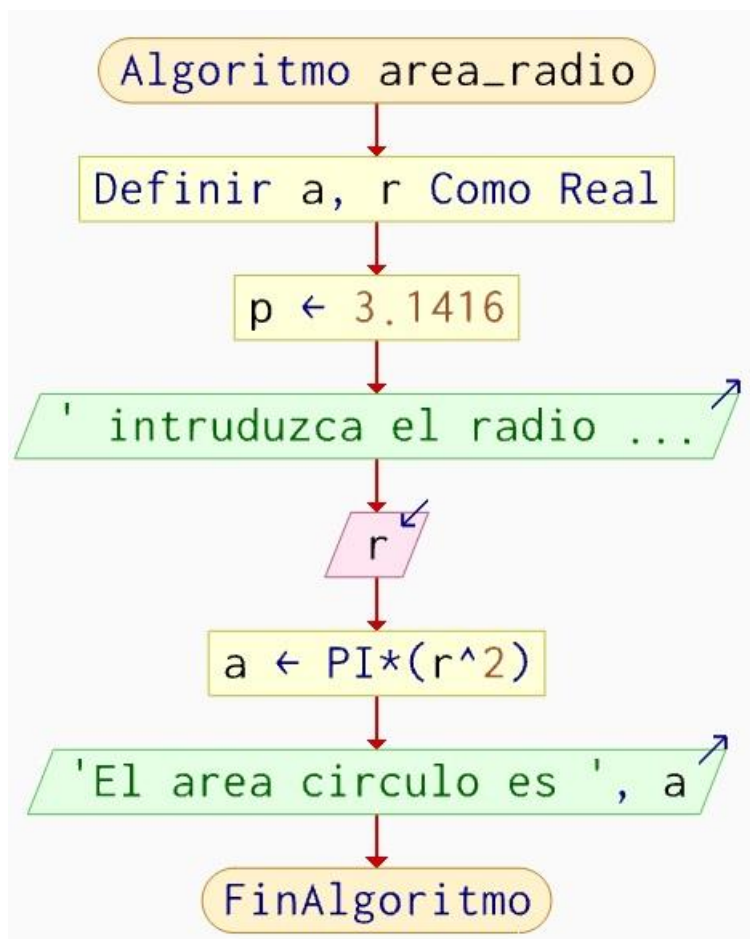 Algoritmo area_radio
Definir a, r Como Real
p ← 3.1416
' intruduzca el radio ...
r
a ← PI*(r^2)
'El area circulo es ', a
FinAlgoritmo